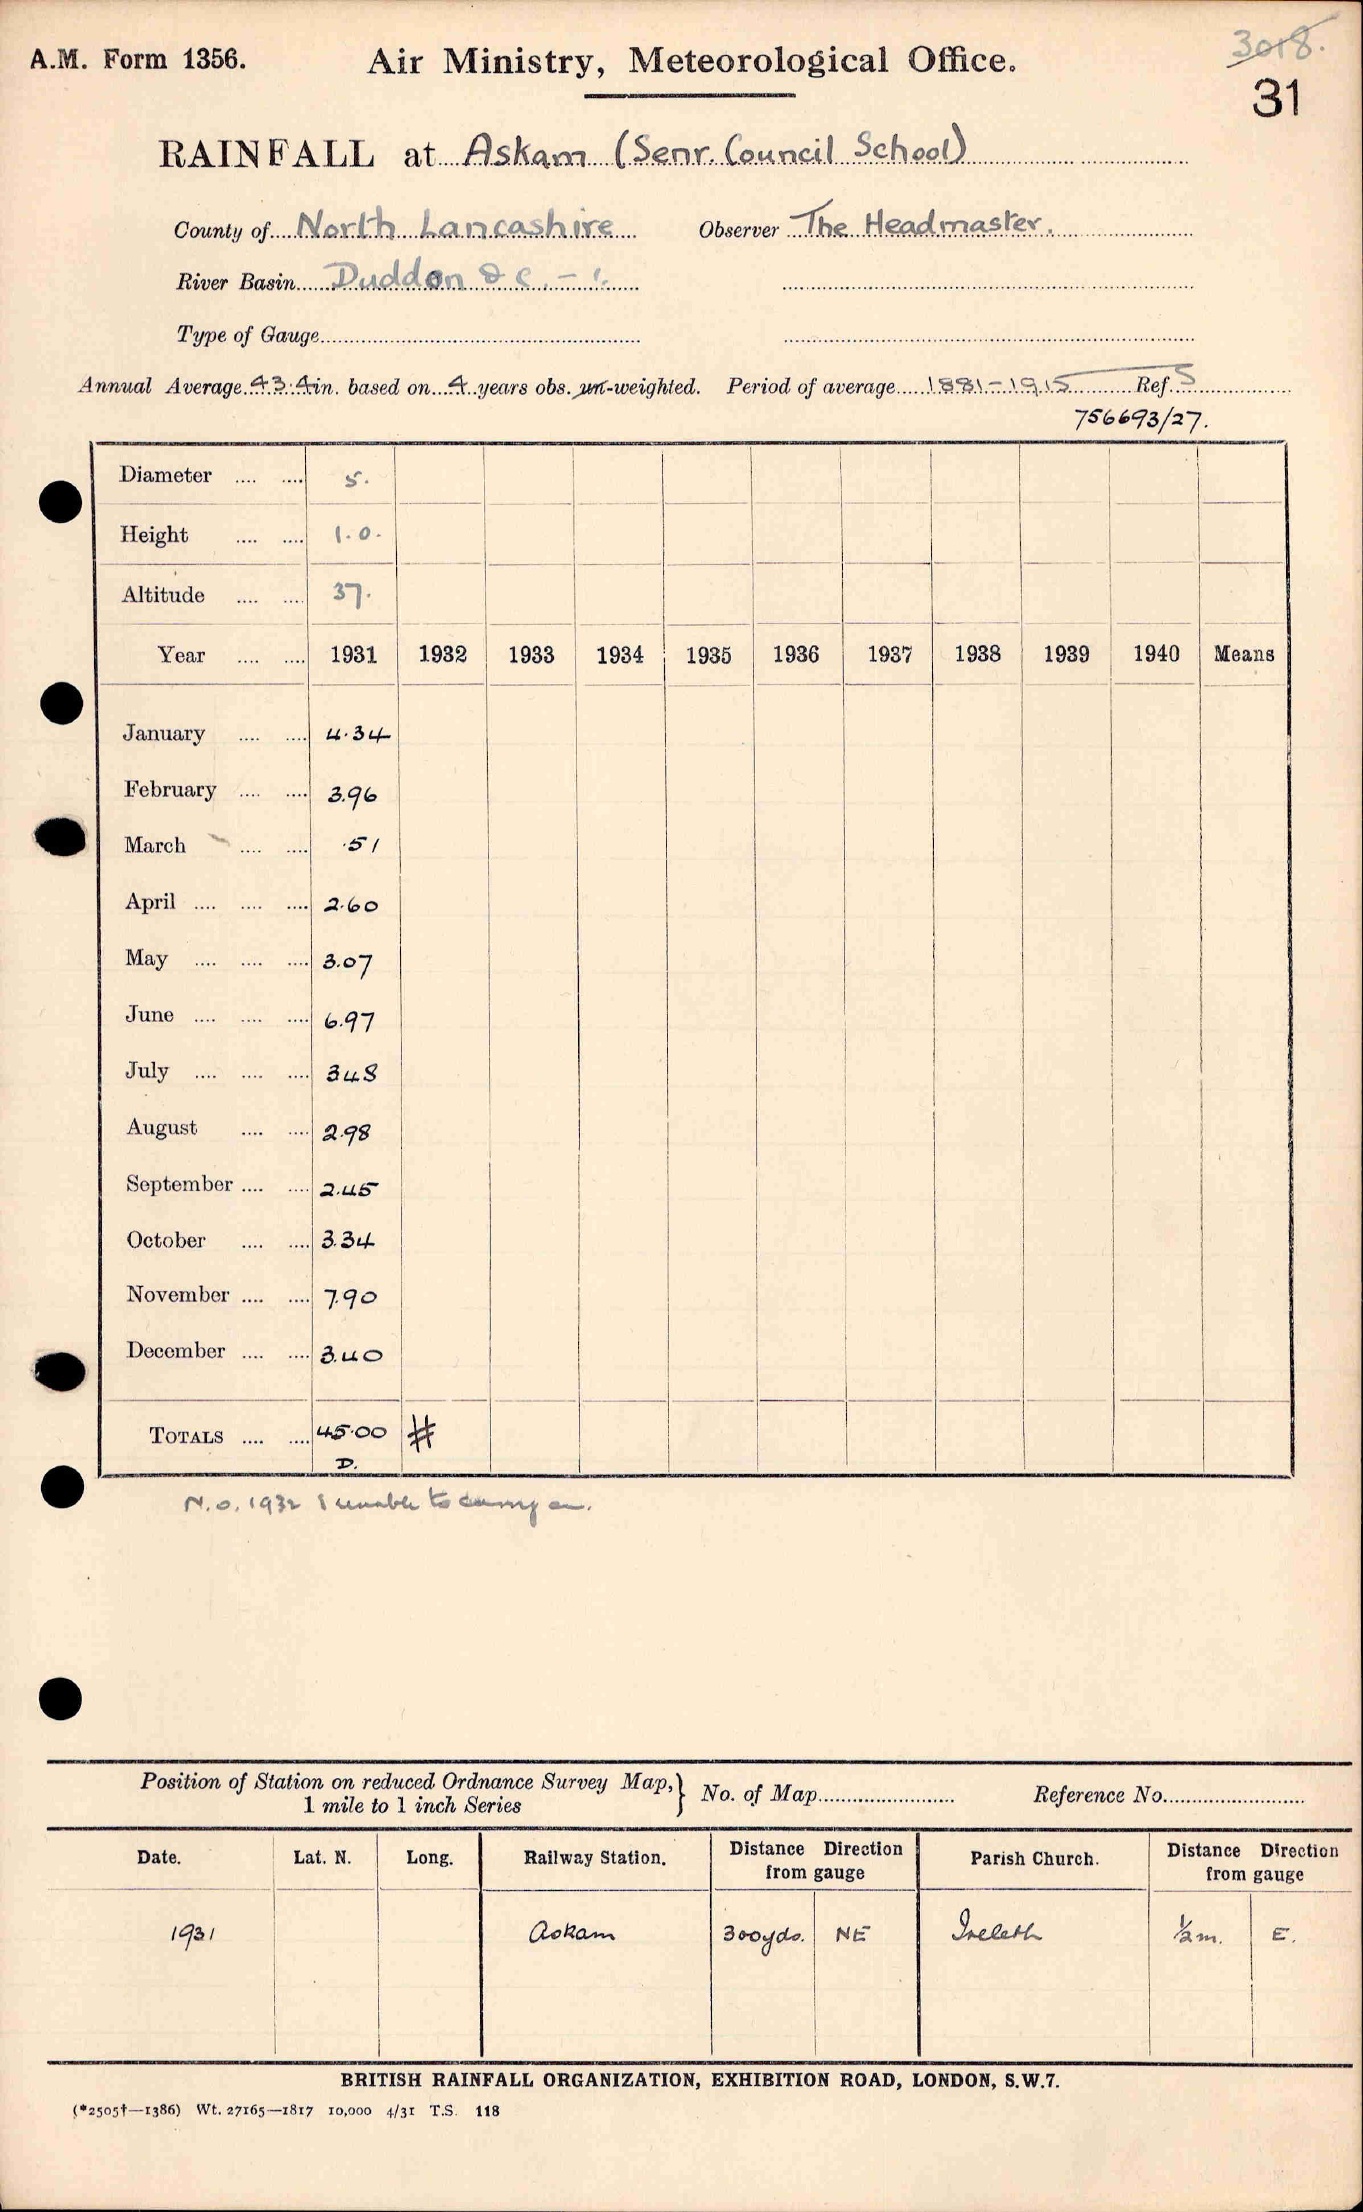 A.M. Form 1356. Air Ministry, Meteorological Office. 3018.
31
RAINFALL at Askam (Senr. Council School)
County of North Lancashire Observer The Headmaster.
River Basin Duddon &c.
Type of Gauge
Annual Average 43.4 in. based on 4 years obs. un-weighted. Period of average 1881-1915 Ref. S
756693/27.
Diameter .... .... 5.
Height .... .... 1.0.
Altitude .... .... 37.
Year .... .... 1931 1932 1933 1934 1935 1936 1937 1938 1939 1940 Means
January .... .... 4.34
February .... .... 3.96
March .... .... .51
April .... .... .... 2.60
May .... .... .... 3.07
June .... .... .... 6.97
July .... .... .... 3 48
August .... .... 2.98
September .... .... 2.45
October .... .... 3.34
November .... .... 7.90
December .... .... 3.40
TOTALS .... .... 45.00 #
D.
N.O. 1932 unable to carry on.
Position of Station on reduced Ordnance Survey Map, } No. of Map Reference No.
1 mile to 1 inch Series
Date. Lat. N. Long. Railway Station. Distance Direction from gauge Parish Church. Distance Direction from gauge
1931 Askam 300yds. NE Ireleth ½m. E.
BRITISH RAINFALL ORGANIZATION, EXHIBITION ROAD, LONDON, S.W.7.
(*2505†—1386) Wt. 27165—1817 10,000 4/31 T.S. 118